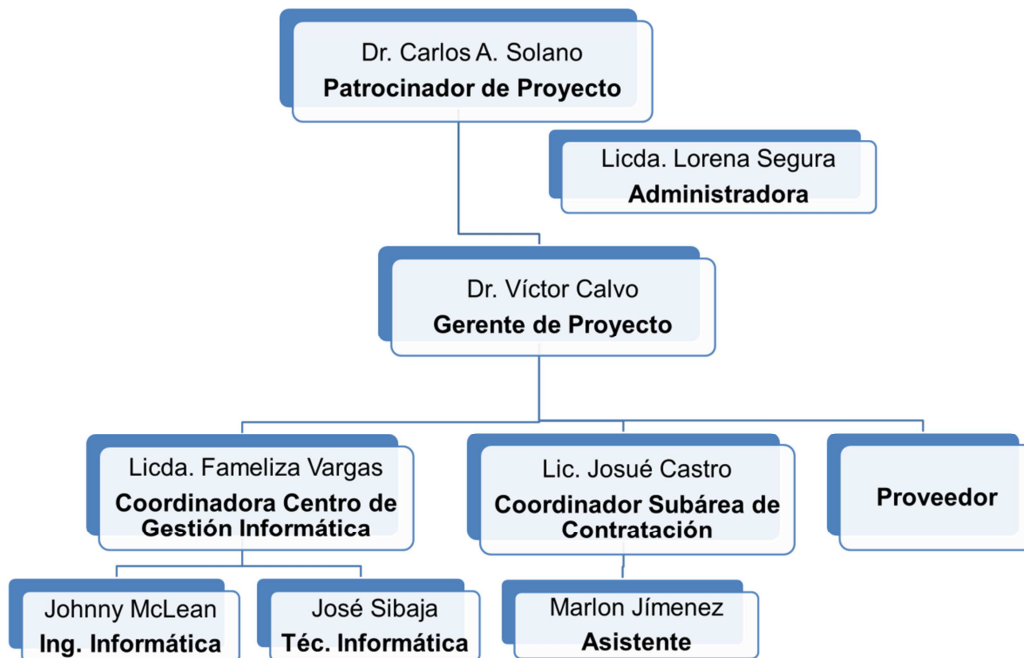 Dr. Carlos A. Solano
Patrocinador de Proyecto
Licda. Lorena Segura
Administradora
Dr. Víctor Calvo
Gerente de Proyecto
Licda. Fameliza Vargas
Coordinadora Centro de
Gestión Informática
Lic. Josué Castro
Coordinador Subárea de
Contratación
Proveedor
Johnny McLean
Ing. Informática
José Sibaja
Téc. Informática
Marlon Jímenez
Asistente